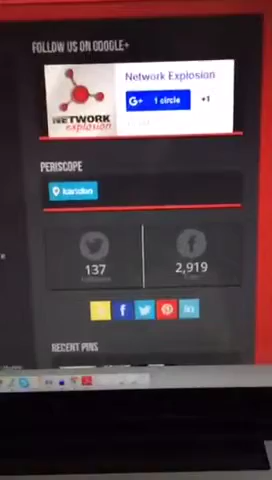 FOLLOW US ON GOOGLE+
Network Explosion
G+ 1 circle
+1
NETWORK
explosion
PERISCOPE
137
2,919
RECENT PINS